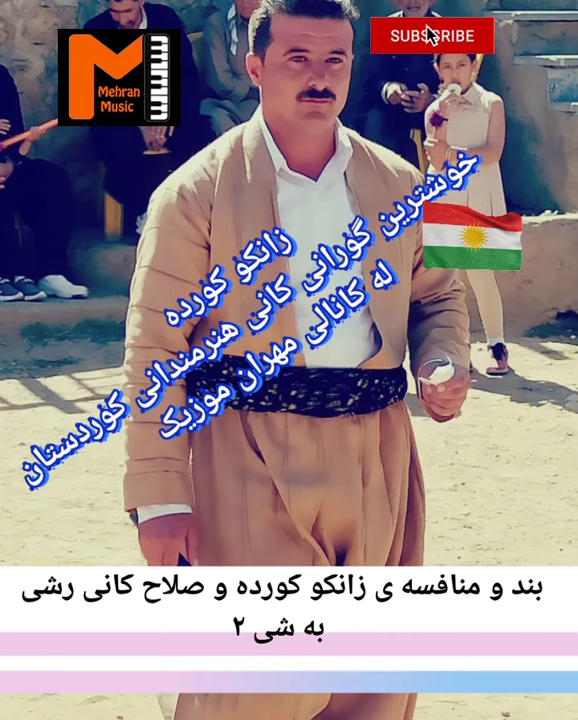 Mehran
Music
SUBSCRIBE
زانکو کورده
خوشترین گورانی کانی هنرمندانی کوردستان
له کانالی مهران موزیک
بند و منافسه ی زانکو کورده و صلاح کانی رشی
به شی ۲